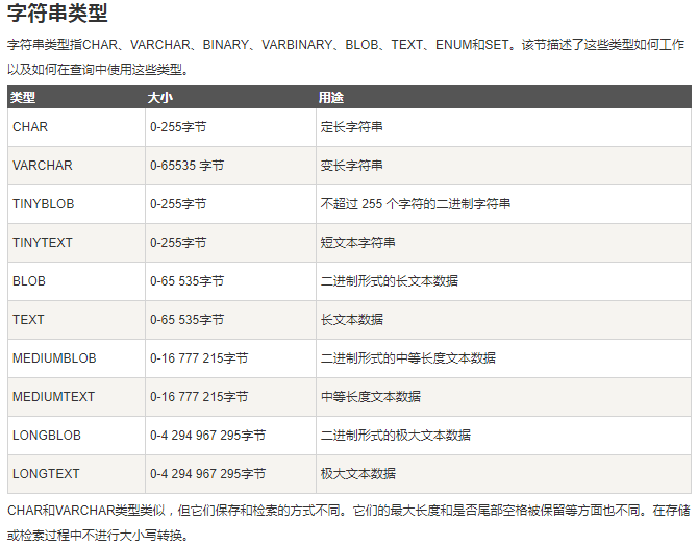 字符串类型
字符串类型指CHAR、VARCHAR、BINARY、VARBINARY、BLOB、TEXT、ENUM和SET。该节描述了这些类型如何工作
以及如何在查询中使用这些类型。
类型 大小 用途
CHAR 0-255字节 定长字符串
VARCHAR 0-65535 字节 变长字符串
TINYBLOB 0-255字节 不超过 255 个字符的二进制字符串
TINYTEXT 0-255字节 短文本字符串
BLOB 0-65 535字节 二进制形式的长文本数据
TEXT 0-65 535字节 长文本数据
MEDIUMBLOB 0-16 777 215字节 二进制形式的中等长度文本数据
MEDIUMTEXT 0-16 777 215字节 中等长度文本数据
LONGBLOB 0-4 294 967 295字节 二进制形式的极大文本数据
LONGTEXT 0-4 294 967 295字节 极大文本数据
CHAR和VARCHAR类型类似，但它们保存和检索的方式不同。它们的最大长度和是否尾部空格被保留等方面也不同。在存储
或检索过程中不进行大小写转换。